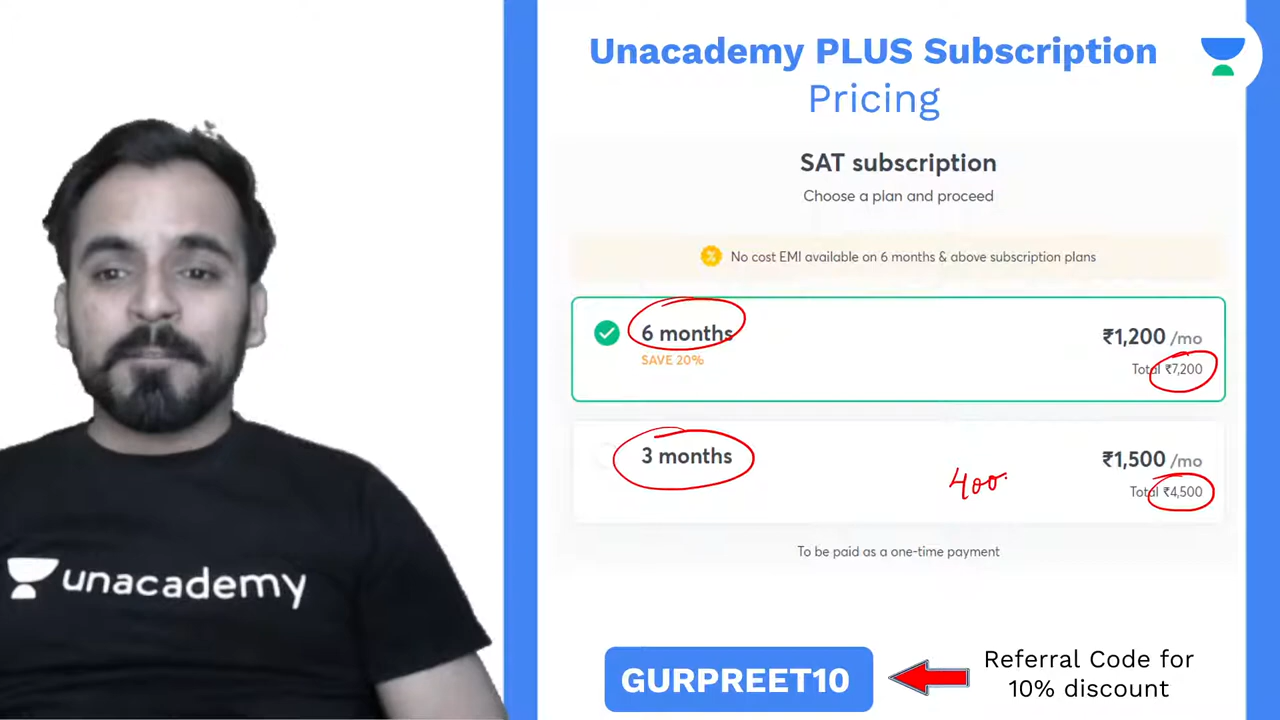 Unacademy PLUS Subscription
Pricing
SAT subscription
Choose a plan and proceed
No cost EMI available on 6 months & above subscription plans
6 months
SAVE 20%
₹1,200 /mo
Total ₹7,200
3 months
₹1,500 /mo
Total ₹4,500
400
To be paid as a one-time payment
GURPREET10
Referral Code for
10% discount
unacademy